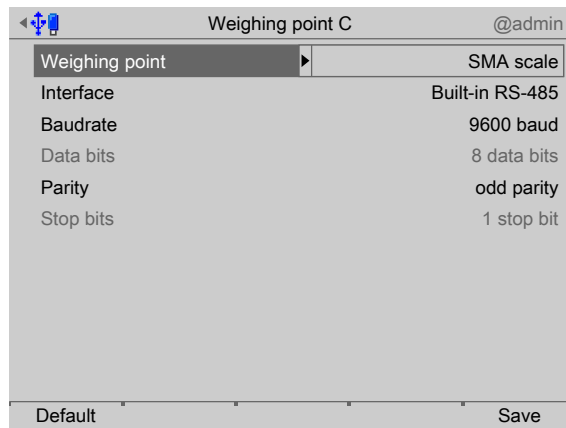 Weighing point C @admin
Weighing point SMA scale
Interface Built-in RS-485
Baudrate 9600 baud
Data bits 8 data bits
Parity odd parity
Stop bits 1 stop bit
Default Save